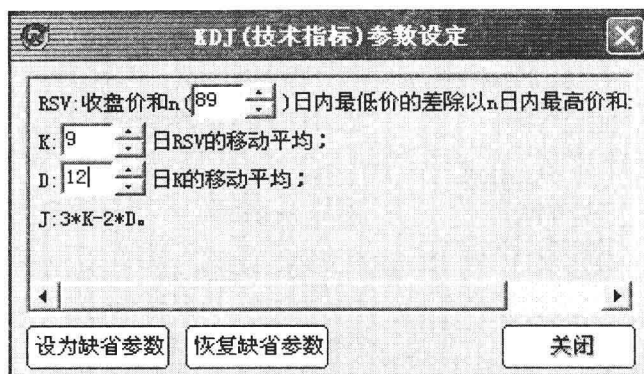 KDJ(技术指标)参数设定
RSV:收盘价和n(89)日内最低价的差除以n日内最高价和:
K:9日RSV的移动平均;
D:12日K的移动平均;
J:3*K-2*D。
设为缺省参数 恢复缺省参数 关闭